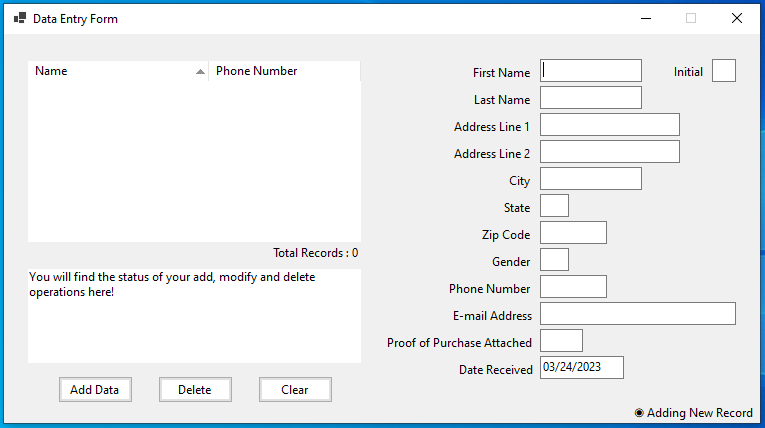 Data Entry Form
Name Phone Number
Total Records : 0
You will find the status of your add, modify and delete
operations here!
Add Data Delete Clear
First Name Initial
Last Name
Address Line 1
Address Line 2
City
State
Zip Code
Gender
Phone Number
E-mail Address
Proof of Purchase Attached
Date Received 03/24/2023
Adding New Record